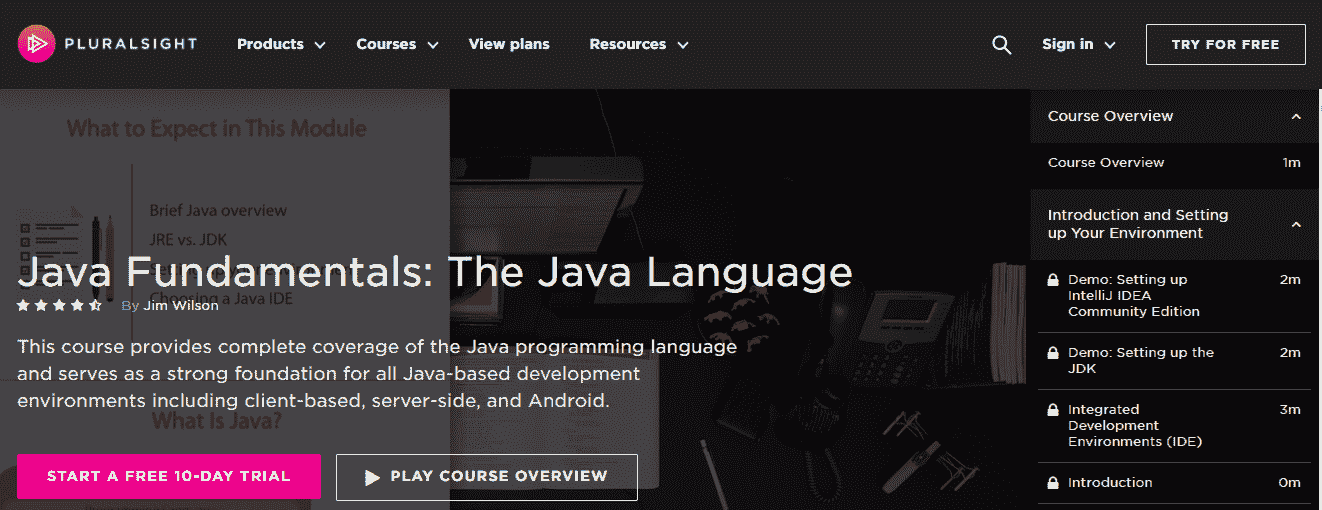 PLURALSIGHT Products Courses View plans Resources Sign in TRY FOR FREE
What to Expect in This Module
Brief Java overview
JRE vs. JDK
Choosing a Java IDE
Java Fundamentals: The Java Language
By Jim Wilson
This course provides complete coverage of the Java programming language
and serves as a strong foundation for all Java-based development
environments including client-based, server-side, and Android.
What Is Java?
START A FREE 10-DAY TRIAL
PLAY COURSE OVERVIEW
Course Overview
Course Overview 1m
Introduction and Setting
up Your Environment
Demo: Setting up 2m
IntelliJ IDEA
Community Edition
Demo: Setting up the 2m
JDK
Integrated 3m
Development
Environments (IDE)
Introduction 0m